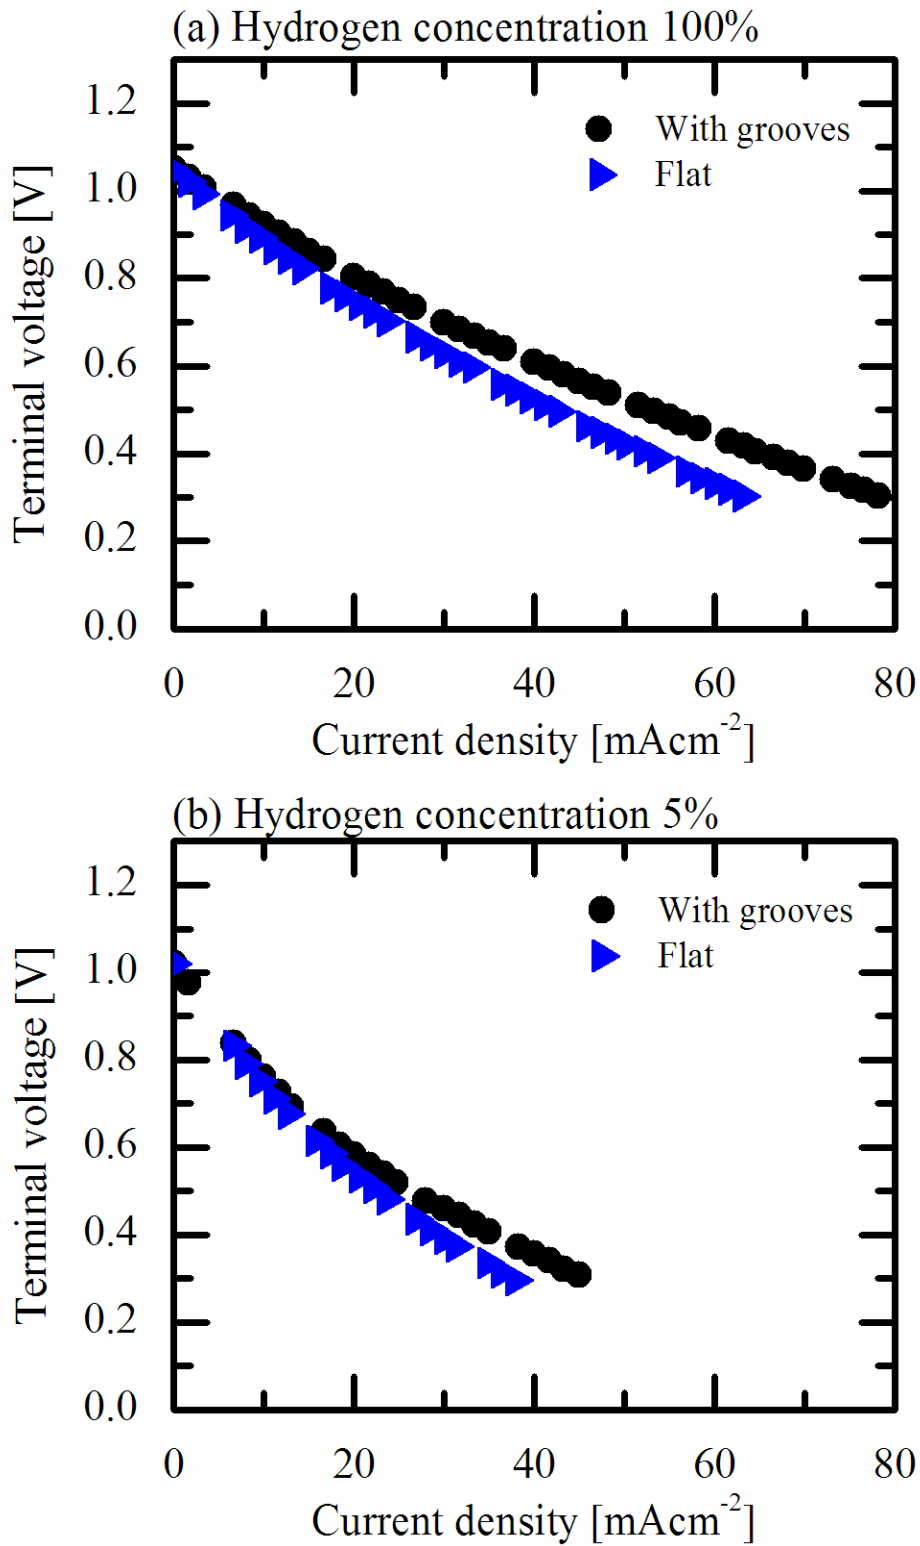 (a) Hydrogen concentration 100%
1.2
1.0
0.8
0.6
0.4
0.2
0.0
Terminal voltage [V]
With grooves
Flat
0 20 40 60 80
Current density [mAcm⁻²]
(b) Hydrogen concentration 5%
1.2
1.0
0.8
0.6
0.4
0.2
0.0
Terminal voltage [V]
With grooves
Flat
0 20 40 60 80
Current density [mAcm⁻²]